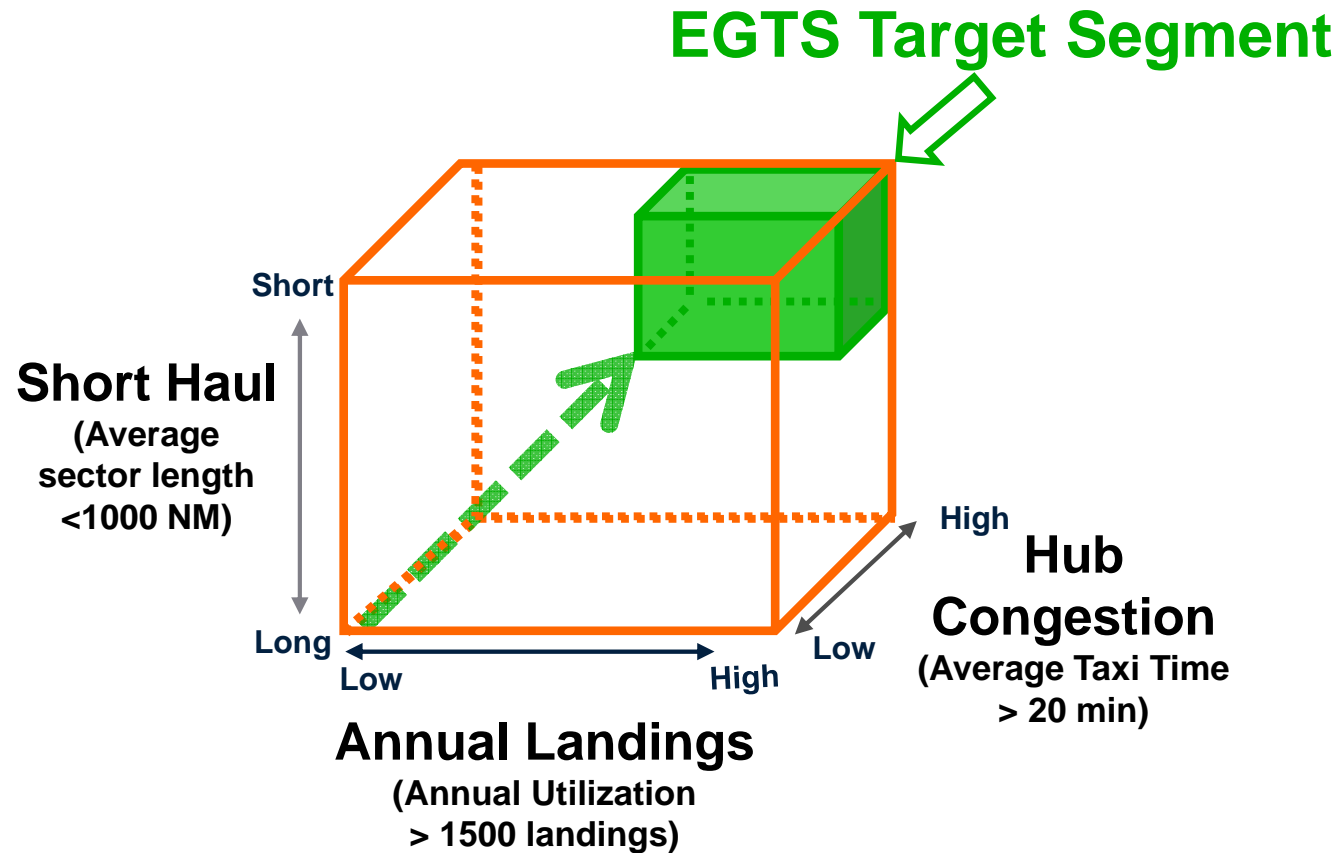 EGTS Target Segment
Short
Short Haul
(Average
sector length
<1000 NM)
Long
Low
High
Annual Landings
(Annual Utilization
> 1500 landings)
Low
High
Hub
Congestion
(Average Taxi Time
> 20 min)